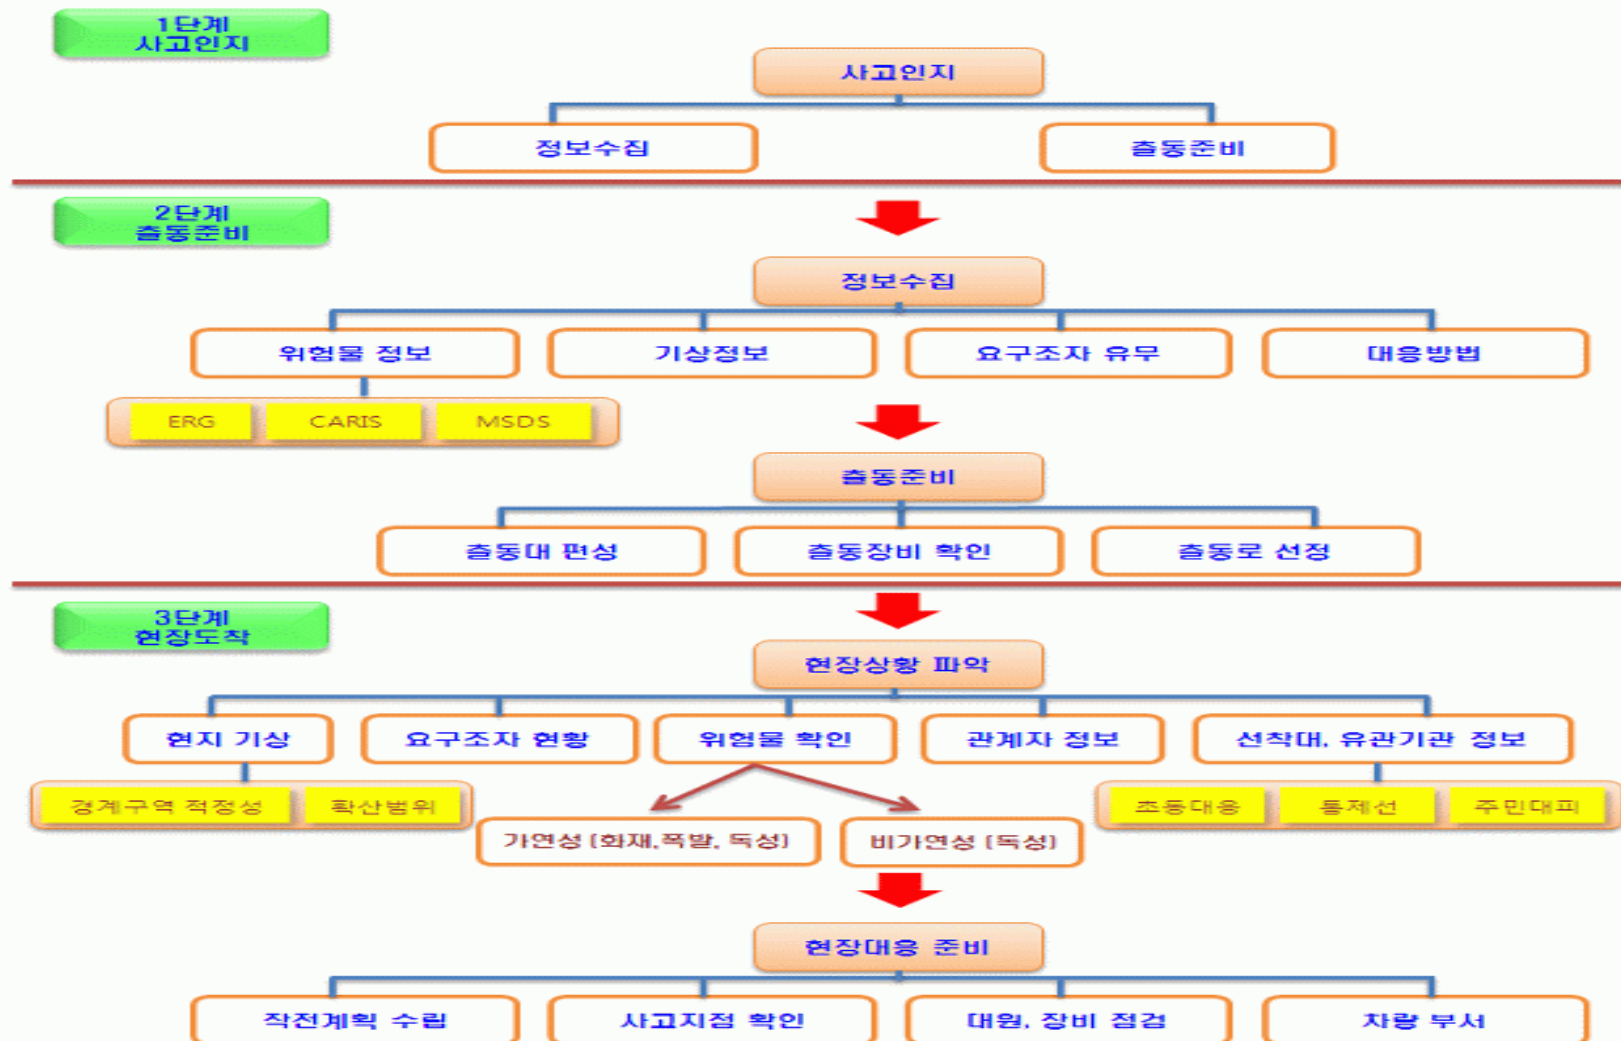 1단계
사고인지
사고인지
정보수집
출동준비
2단계
출동준비
정보수집
위험물 정보
기상정보
요구조자 유무
대응방법
ERG
CARIS
MSDS
출동준비
출동대 편성
출동장비 확인
출동로 선정
3단계
현장도착
현장상황 파악
현지 기상
요구조자 현황
위험물 확인
관계자 정보
선착대, 유관기관 정보
경계구역 적정성
확산범위
초동대응
통제선
주민대피
가연성 (화재,폭발, 독성)
비가연성 (독성)
현장대응 준비
작전계획 수립
사고지점 확인
대원, 장비 점검
차량 부서